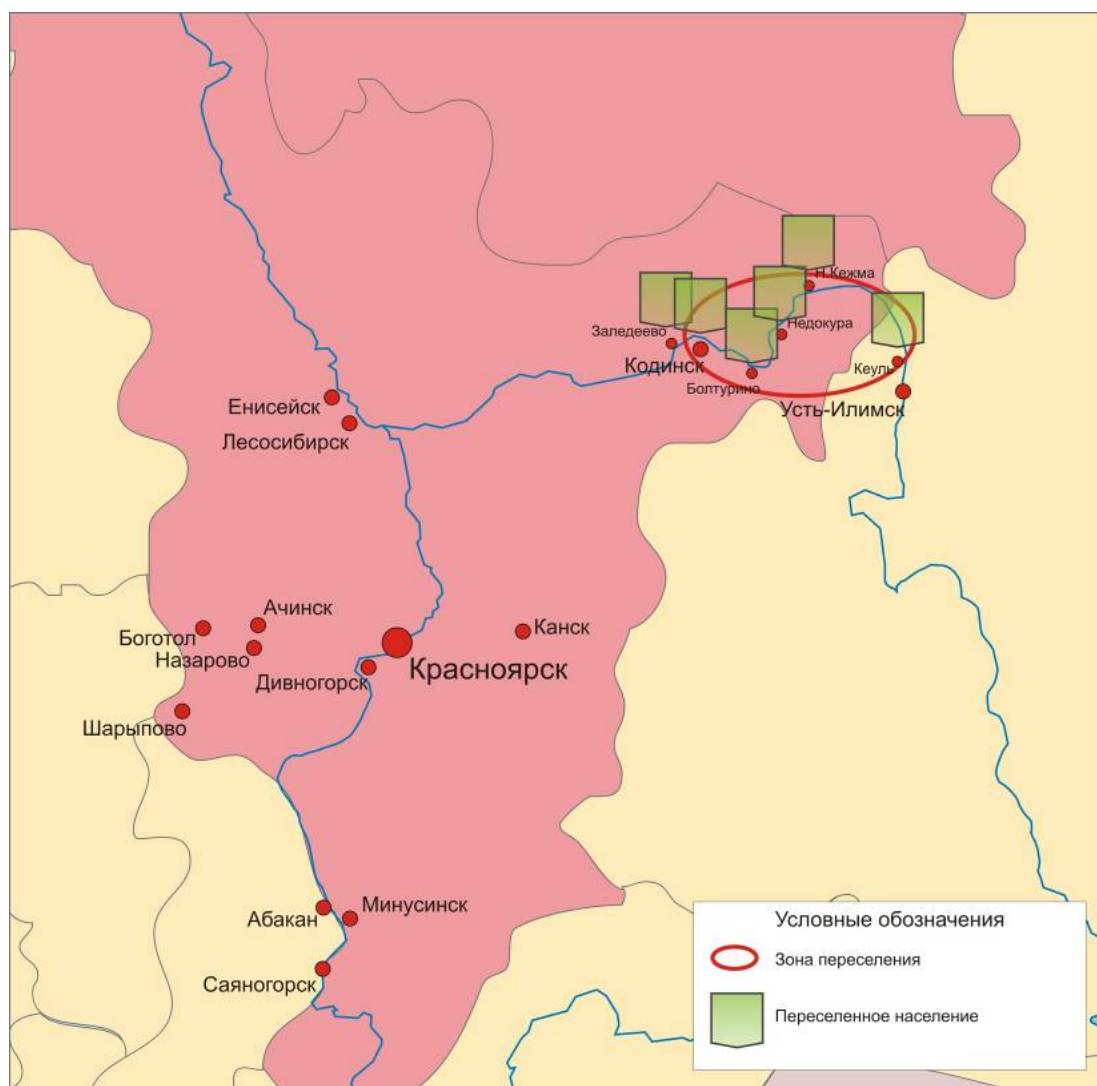 Н.Кежма
Заледеево
Недокура
Кодинск
Кеуль
Болтурино
Усть-Илимск
Енисейск
Лесосибирск
Ачинск
Боготол
Назарово
Канск
Красноярск
Дивногорск
Шарыпово
Абакан
Минусинск
Саяногорск
Условные обозначения
Зона переселения
Переселенное население